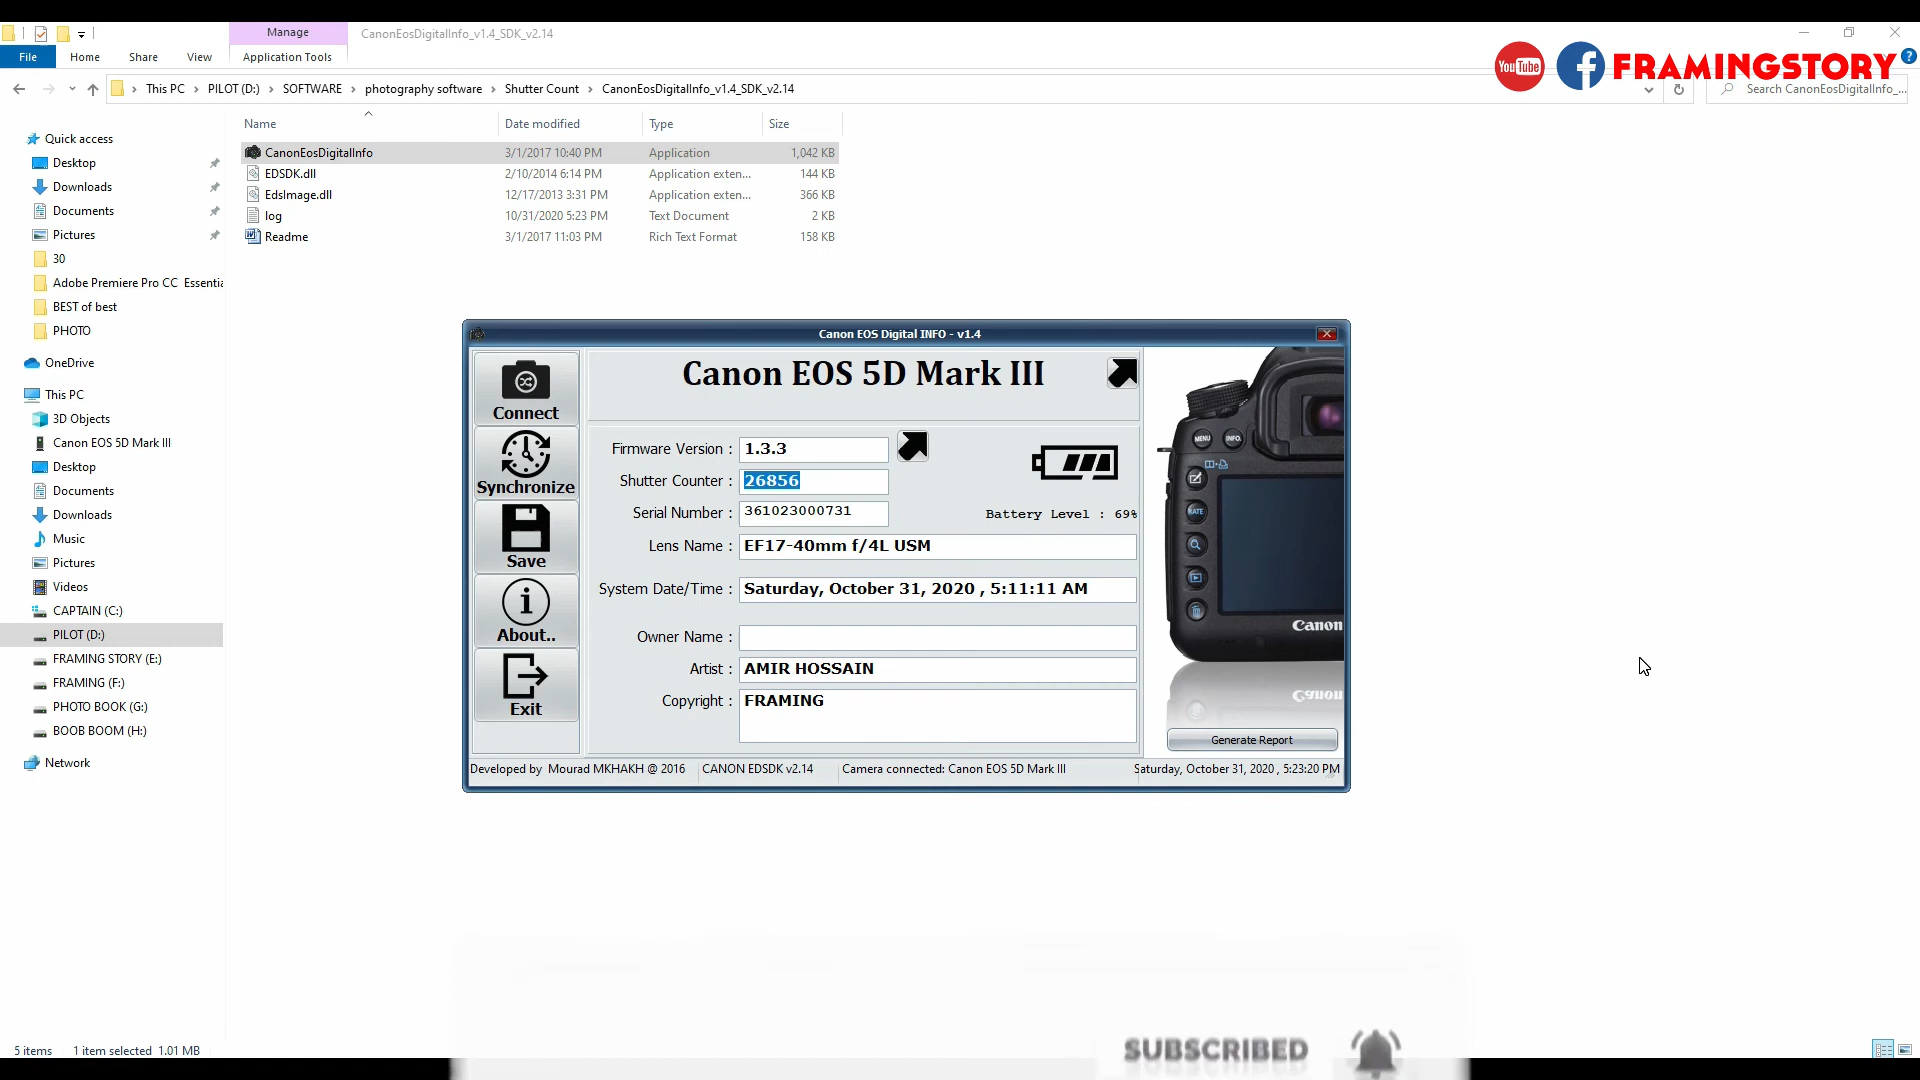 Manage
CanonEosDigitalInfo_v1.4_SDK_v2.14
File Home Share View Application Tools
YouTube f FRAMINGSTORY
This PC PILOT (D:) SOFTWARE photography software Shutter Count CanonEosDigitalInfo_v1.4_SDK_v2.14
Search CanonEosDigitalInfo_...
Name Date modified Type Size
CanonEosDigitalInfo 3/1/2017 10:40 PM Application 1,042 KB
EDSDK.dll 2/10/2014 6:14 PM Application exten... 144 KB
EdsImage.dll 12/17/2013 3:31 PM Application exten... 366 KB
log 10/31/2020 5:23 PM Text Document 2 KB
Readme 3/1/2017 11:03 PM Rich Text Format 158 KB
Quick access
Desktop
Downloads
Documents
Pictures
30
Adobe Premiere Pro CC Essentia
BEST of best
PHOTO
OneDrive
This PC
3D Objects
Canon EOS 5D Mark III
Desktop
Documents
Downloads
Music
Pictures
Videos
CAPTAIN (C:)
PILOT (D:)
FRAMING STORY (E:)
FRAMING (F:)
PHOTO BOOK (G:)
BOOB BOOM (H:)
Network
Canon EOS Digital INFO - v1.4
Connect
Synchronize
Save
About..
Exit
Canon EOS 5D Mark III
Firmware Version : 1.3.3
Shutter Counter : 26856
Serial Number : 361023000731
Battery Level : 69%
Lens Name : EF17-40mm f/4L USM
System Date/Time : Saturday, October 31, 2020 , 5:11:11 AM
Owner Name :
Artist : AMIR HOSSAIN
Copyright : FRAMING
MENU INFO.
RATE
Canon
Canon
Generate Report
Developed by Mourad MKHAKH @ 2016 CANON EDSDK v2.14 Camera connected: Canon EOS 5D Mark III Saturday, October 31, 2020 , 5:23:20 PM
SUBSCRIBED
5 items 1 item selected 1.01 MB